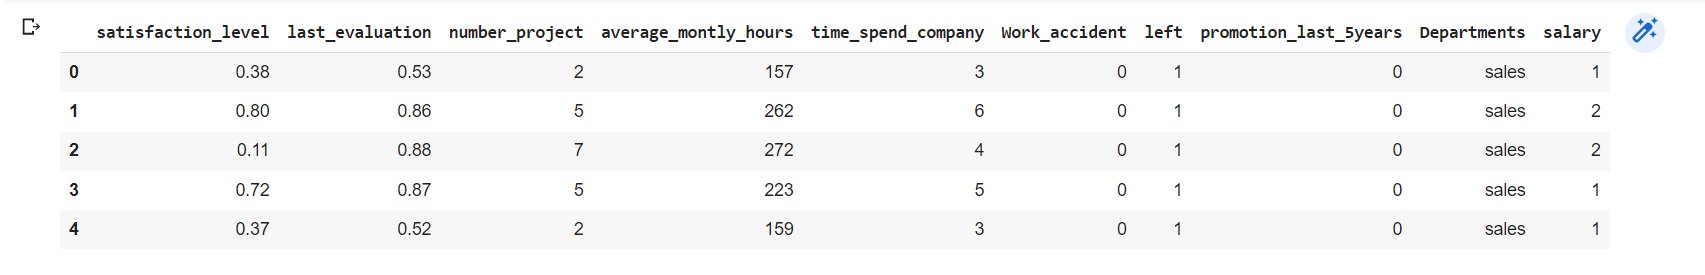 satisfaction_level last_evaluation number_project average_montly_hours time_spend_company Work_accident left promotion_last_5years Departments salary
0 0.38 0.53 2 157 3 0 1 0 sales 1
1 0.80 0.86 5 262 6 0 1 0 sales 2
2 0.11 0.88 7 272 4 0 1 0 sales 2
3 0.72 0.87 5 223 5 0 1 0 sales 1
4 0.37 0.52 2 159 3 0 1 0 sales 1